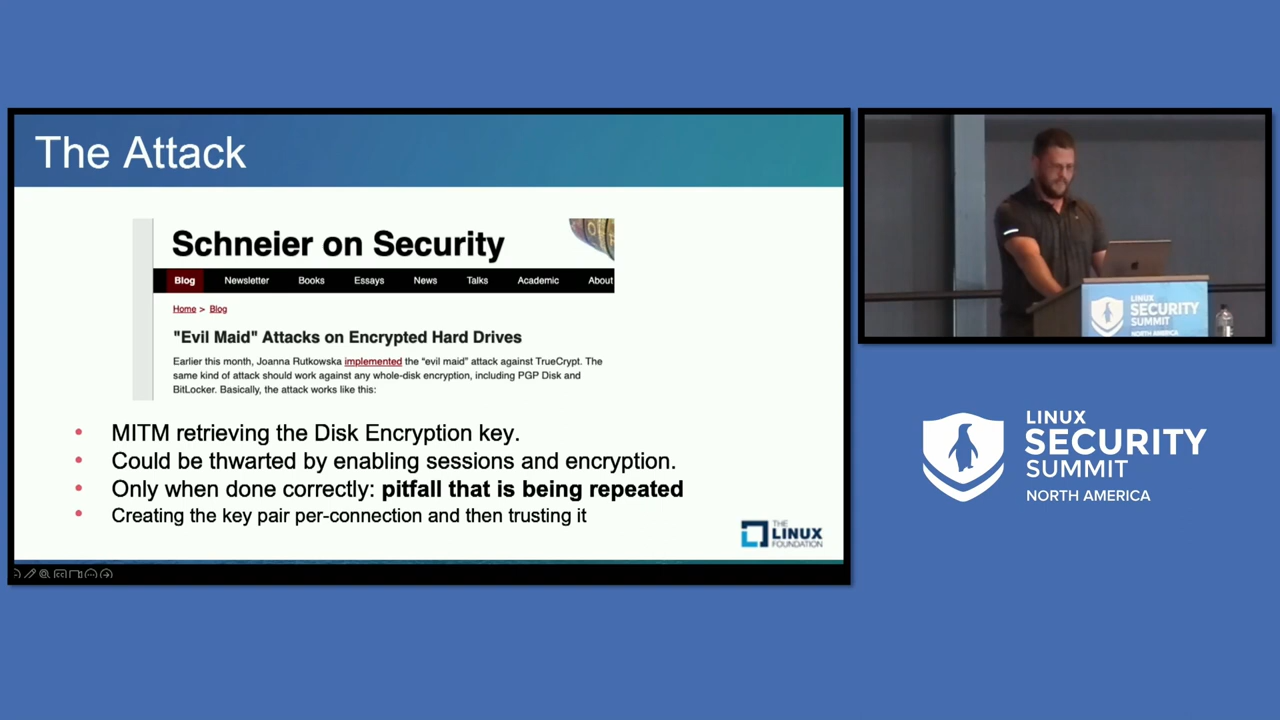 The Attack
Schneier on Security
Blog Newsletter Books Essays News Talks Academic About
Home > Blog
"Evil Maid" Attacks on Encrypted Hard Drives
Earlier this month, Joanna Rutkowska implemented the "evil maid" attack against TrueCrypt. The
same kind of attack should work against any whole-disk encryption, including PGP Disk and
BitLocker. Basically, the attack works like this:
• MITM retrieving the Disk Encryption key.
• Could be thwarted by enabling sessions and encryption.
• Only when done correctly: pitfall that is being repeated
• Creating the key pair per-connection and then trusting it
THE
LINUX
FOUNDATION
LINUX
SECURITY
SUMMIT
NORTH AMERICA
LINUX
SECURITY
SUMMIT
NORTH AMERICA